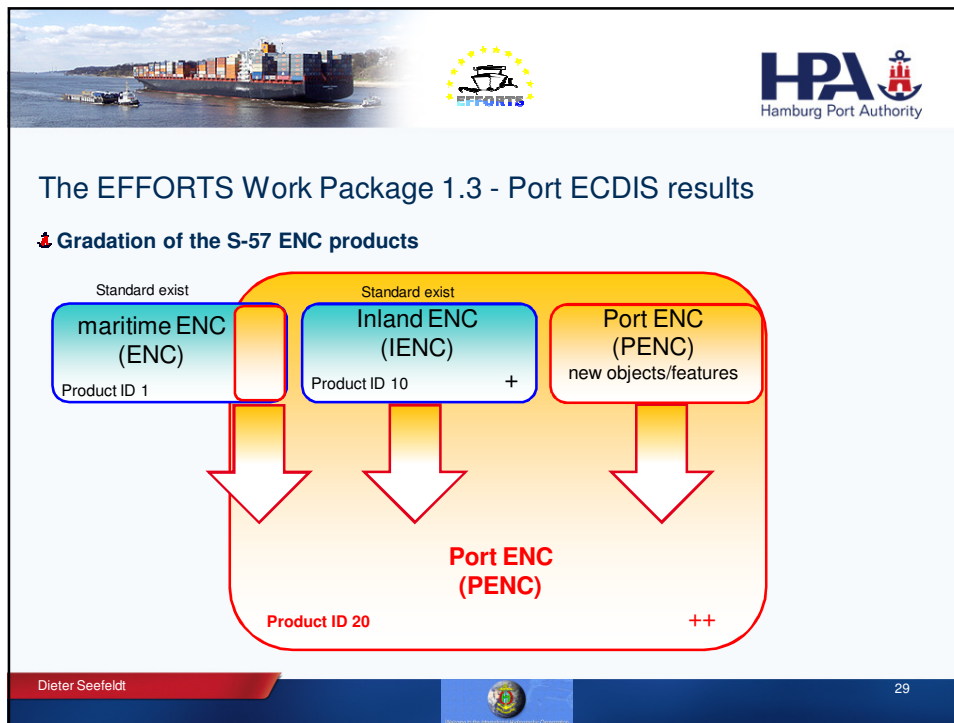 EFFORTS
HPA
Hamburg Port Authority
The EFFORTS Work Package 1.3 - Port ECDIS results
Gradation of the S-57 ENC products
Standard exist
Standard exist
maritime ENC
(ENC)
Product ID 1
Inland ENC
(IENC)
Product ID 10 +
Port ENC
(PENC)
new objects/features
Port ENC
(PENC)
Product ID 20 ++
Dieter Seefeldt
29